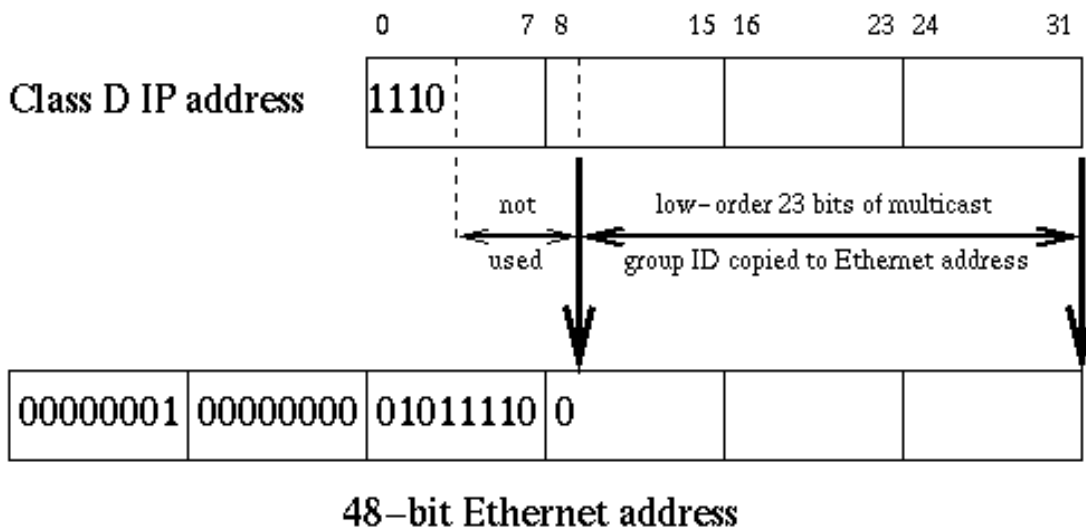 0 7 8 15 16 23 24 31
Class D IP address 1110
not low-order 23 bits of multicast
used group ID copied to Ethernet address
00000001 00000000 01011110 0
48-bit Ethernet address